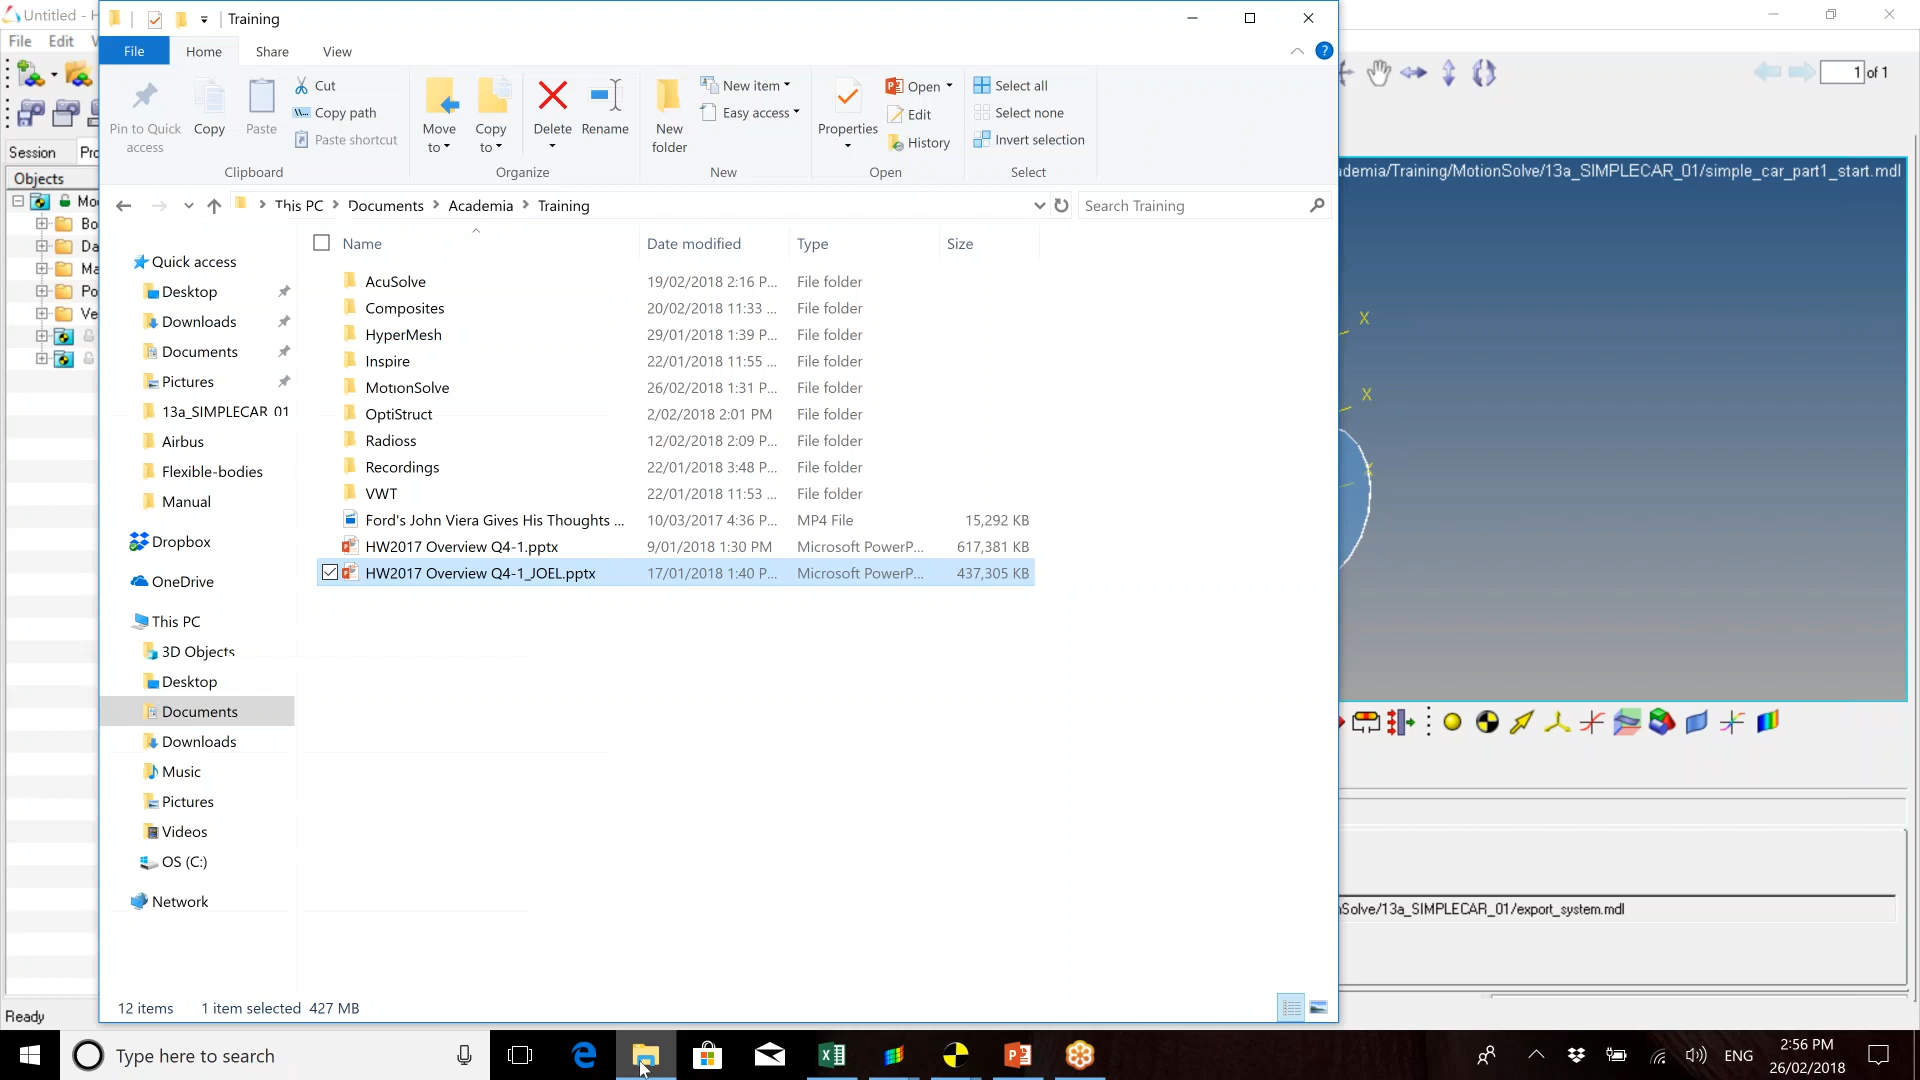 Untitled - H
Training
File Edit V
File Home Share View
Pin to Quick access
Copy
Paste
Cut
Copy path
Paste shortcut
Move to
Copy to
Delete
Rename
New folder
New item
Easy access
Properties
Open
Edit
History
Select all
Select none
Invert selection
Clipboard Organize New Open Select
1 of 1
Session Pro
Objects
Mo
Bo
Da
Ma
Po
Ve
This PC Documents Academia Training
Search Training
ademia/Training/MotionSolve/13a_SIMPLECAR_01/simple_car_part1_start.mdl
Name Date modified Type Size
Quick access
Desktop
Downloads
Documents
Pictures
13a_SIMPLECAR_01
Airbus
Flexible-bodies
Manual
Dropbox
OneDrive
This PC
3D Objects
Desktop
Documents
Downloads
Music
Pictures
Videos
OS (C:)
Network
AcuSolve 19/02/2018 2:16 P... File folder
Composites 20/02/2018 11:33 ... File folder
HyperMesh 29/01/2018 1:39 P... File folder
Inspire 22/01/2018 11:55 ... File folder
MotionSolve 26/02/2018 1:31 P... File folder
OptiStruct 2/02/2018 2:01 PM File folder
Radioss 12/02/2018 2:09 P... File folder
Recordings 22/01/2018 3:48 P... File folder
VWT 22/01/2018 11:53 ... File folder
Ford's John Viera Gives His Thoughts ... 10/03/2017 4:36 P... MP4 File 15,292 KB
HW2017 Overview Q4-1.pptx 9/01/2018 1:30 PM Microsoft PowerP... 617,381 KB
HW2017 Overview Q4-1_JOEL.pptx 17/01/2018 1:40 P... Microsoft PowerP... 437,305 KB
X
X
X
Solve/13a_SIMPLECAR_01/export_system.mdl
12 items 1 item selected 427 MB
Ready
Type here to search
ENG
2:56 PM
26/02/2018